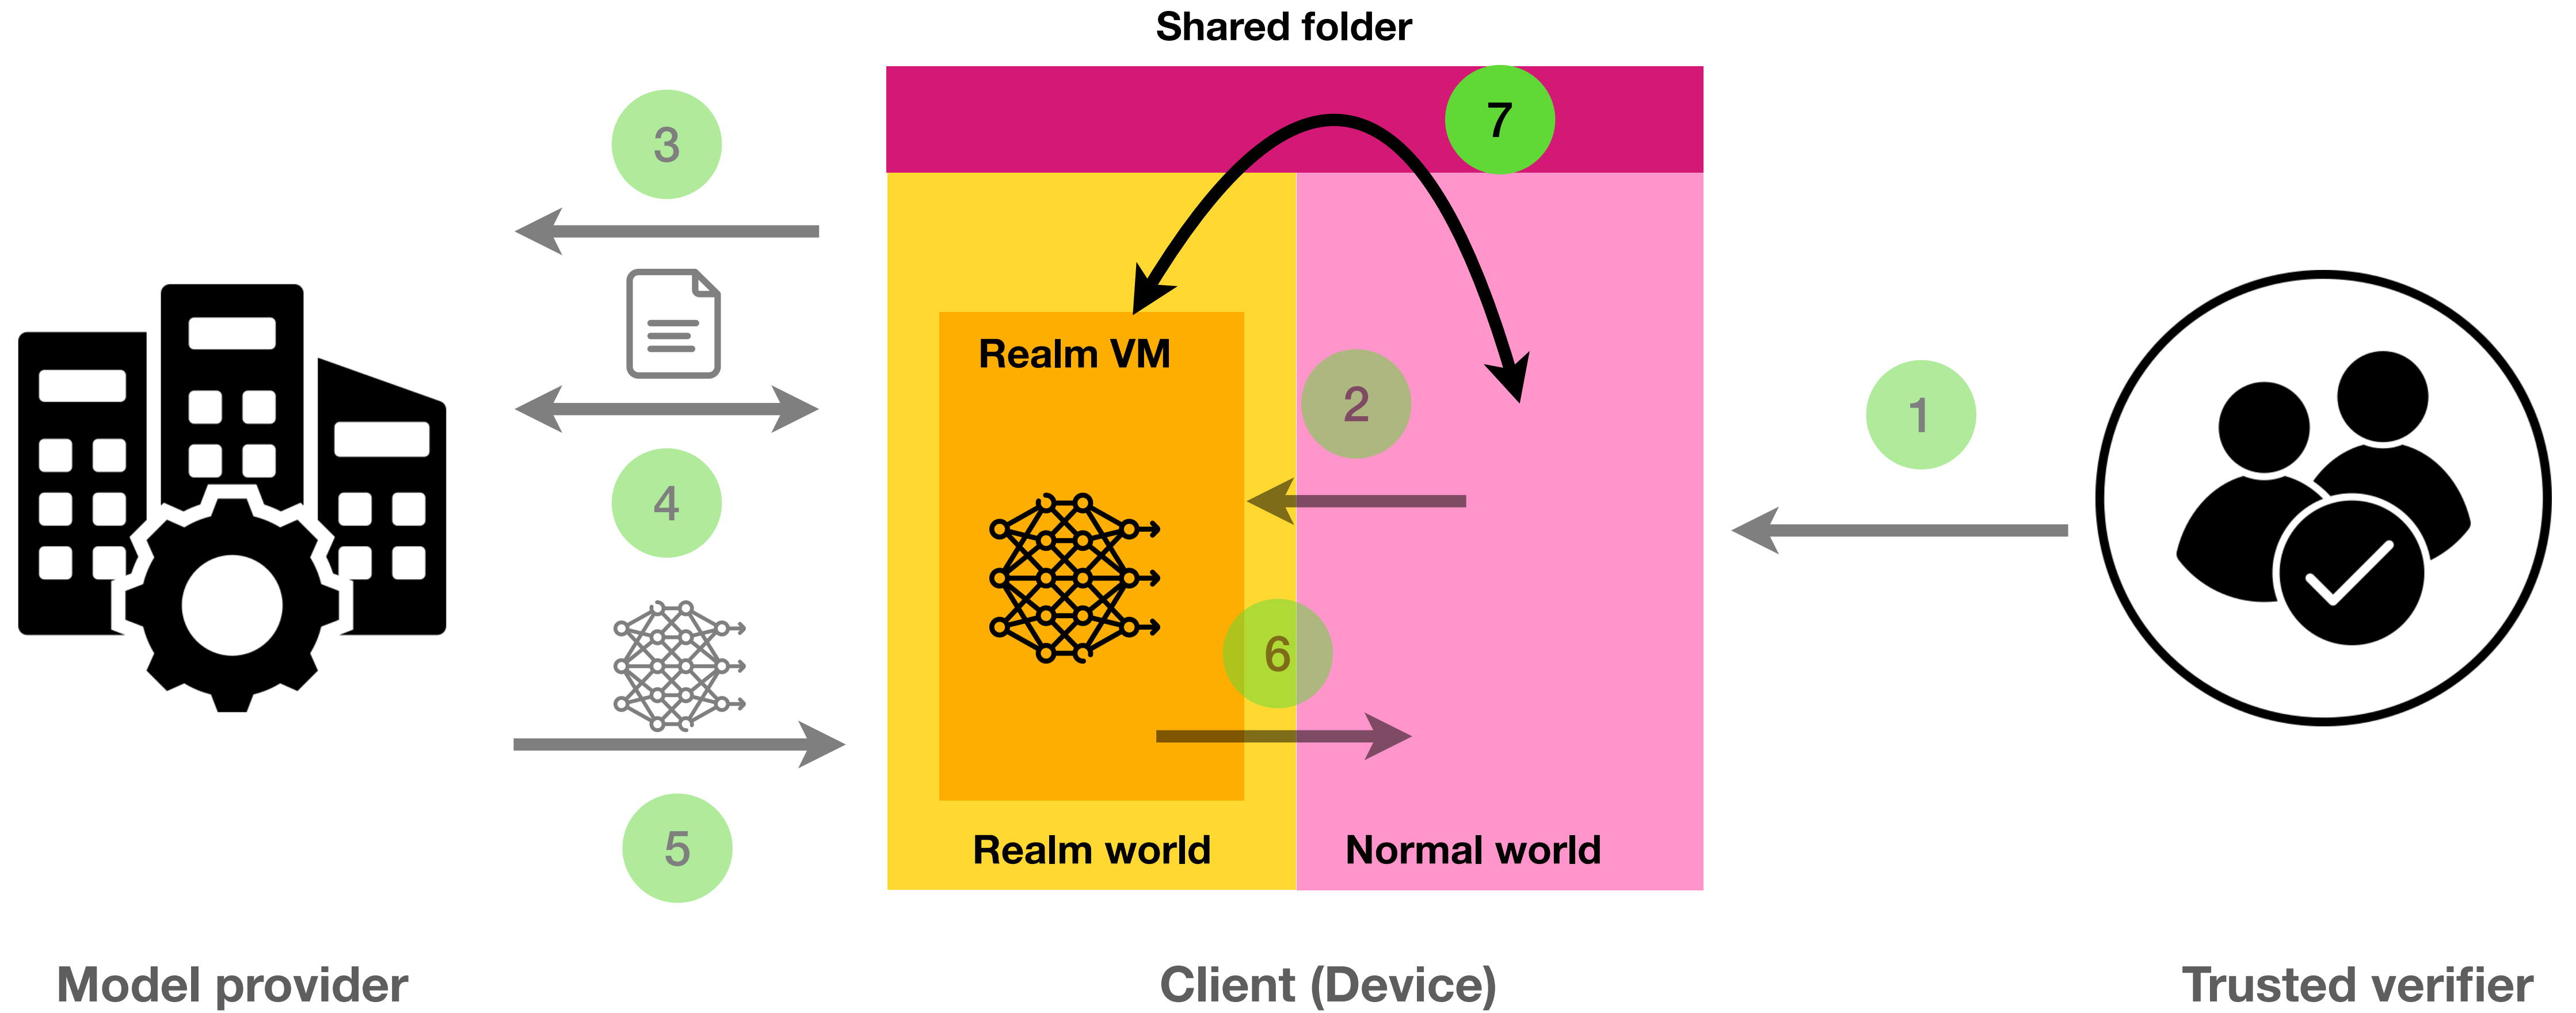 Shared folder
7
3
Realm VM
2
1
4
6
5
Realm world
Normal world
Model provider
Client (Device)
Trusted verifier